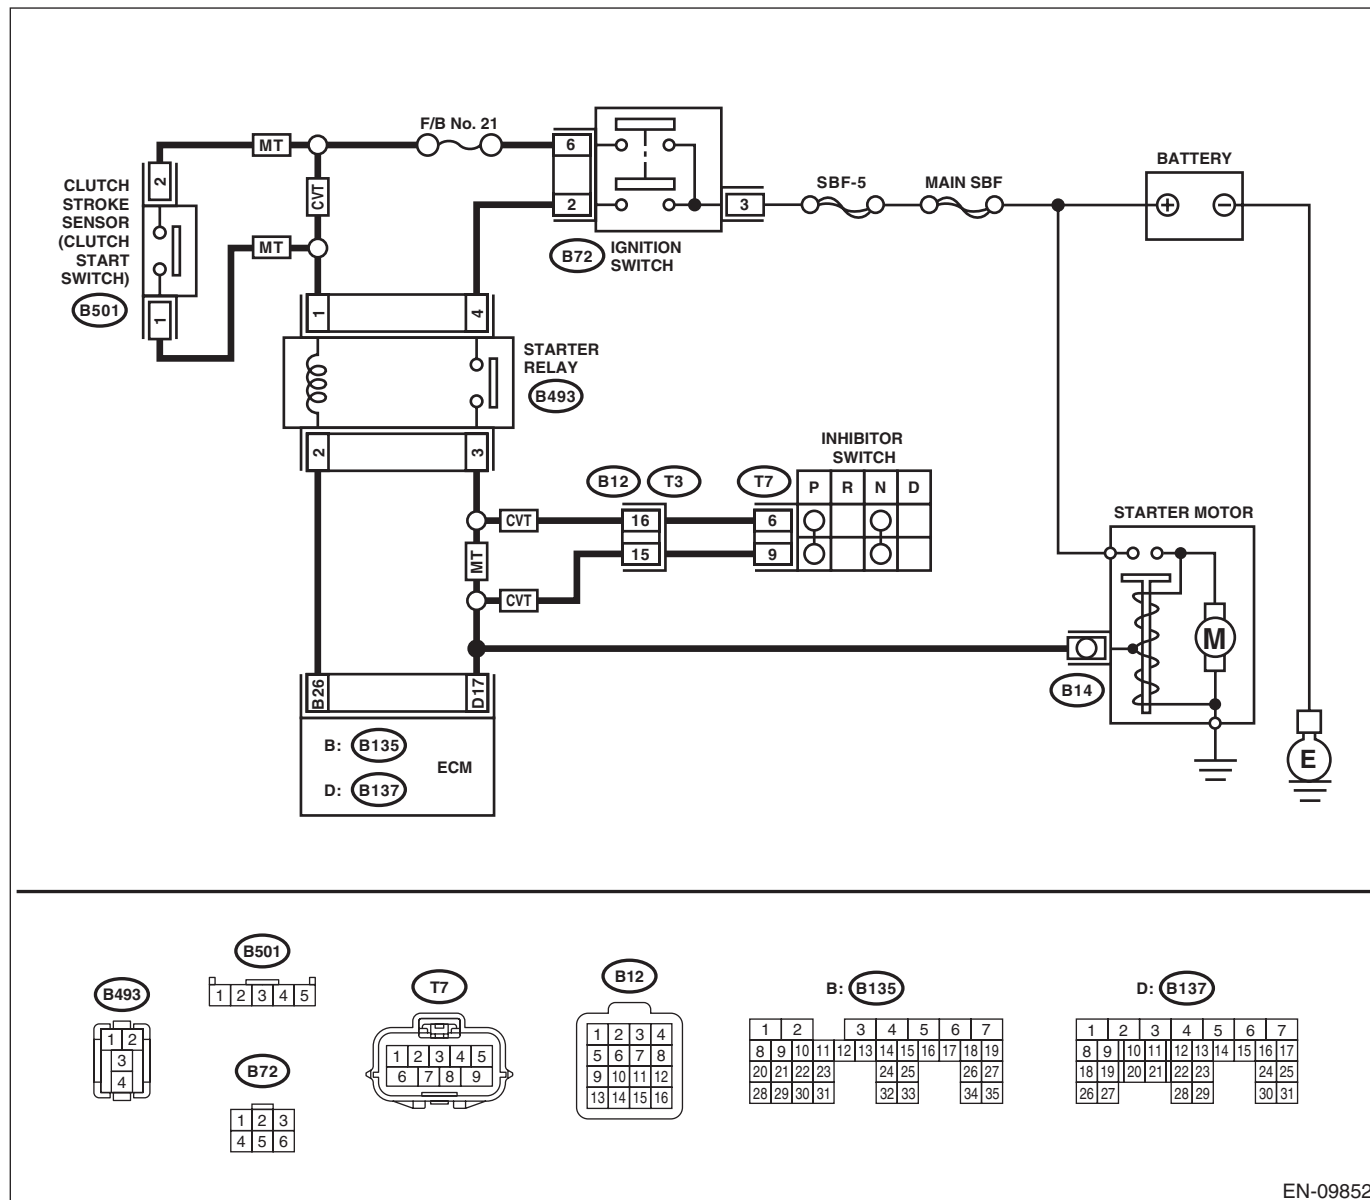 F/B No. 21
MT
6
2
3
BATTERY
SBF-5
MAIN SBF
CLUTCH
STROKE
SENSOR
(CLUTCH
START
SWITCH)
2
CVT
MT
B501
1
B72
IGNITION
SWITCH
1
4
STARTER
RELAY
B493
2
3
INHIBITOR
SWITCH
B12
T3
T7
P R N D
CVT
16
6
MT
15
9
CVT
STARTER MOTOR
M
B14
E
B26
D17
B: B135
ECM
D: B137
B493
1 2
3
4
B501
1 2 3 4 5
B72
1 2 3
4 5 6
T7
1 2 3 4 5
6 7 8 9
B12
1 2 3 4
5 6 7 8
9 10 11 12
13 14 15 16
B: B135
1 2 3 4 5 6 7
8 9 10 11 12 13 14 15 16 17 18 19
20 21 22 23 24 25 26 27
28 29 30 31 32 33 34 35
D: B137
1 2 3 4 5 6 7
8 9 10 11 12 13 14 15 16 17
18 19 20 21 22 23 24 25
26 27 28 29 30 31
EN-09852